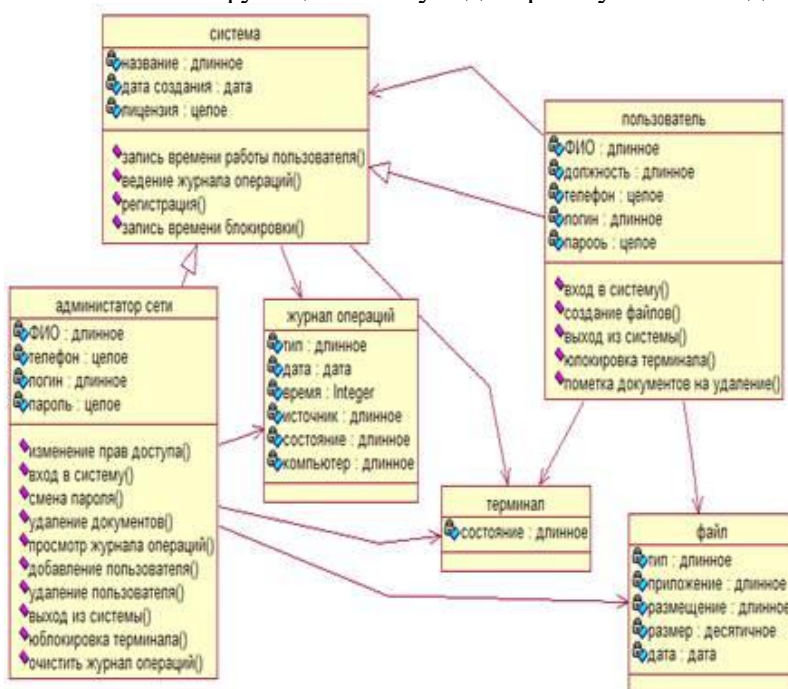 система
название : длинное
дата создания : дата
лицензия : целое
запись времени работы пользователя()
ведение журнала операций()
регистрация()
запись времени блокировки()
пользователь
ФИО : длинное
должность : длинное
телефон : целое
логин : длинное
парооь : целое
вход в систему()
создание файлов()
выход из системы()
юлокировка терминала()
пометка документов на удаление()
администатор сети
ФИО : длинное
телефон : целое
логин : длинное
пароль : целое
изменение прав доступа()
вход в систему()
смена пароля()
удаление документов()
просмотр журнала операций()
добавление пользователя()
удаление пользователя()
выход из системы()
юблокировка терминала()
очистить журнал операций()
журнал операций
тип : длинное
дата : дата
время : Integer
источник : длинное
состояние : длинное
компьютер : длинное
терминал
состояние : длинное
файл
тип : длинное
приложение : длинное
размещение : длинное
размер : десятичное
дата : дата